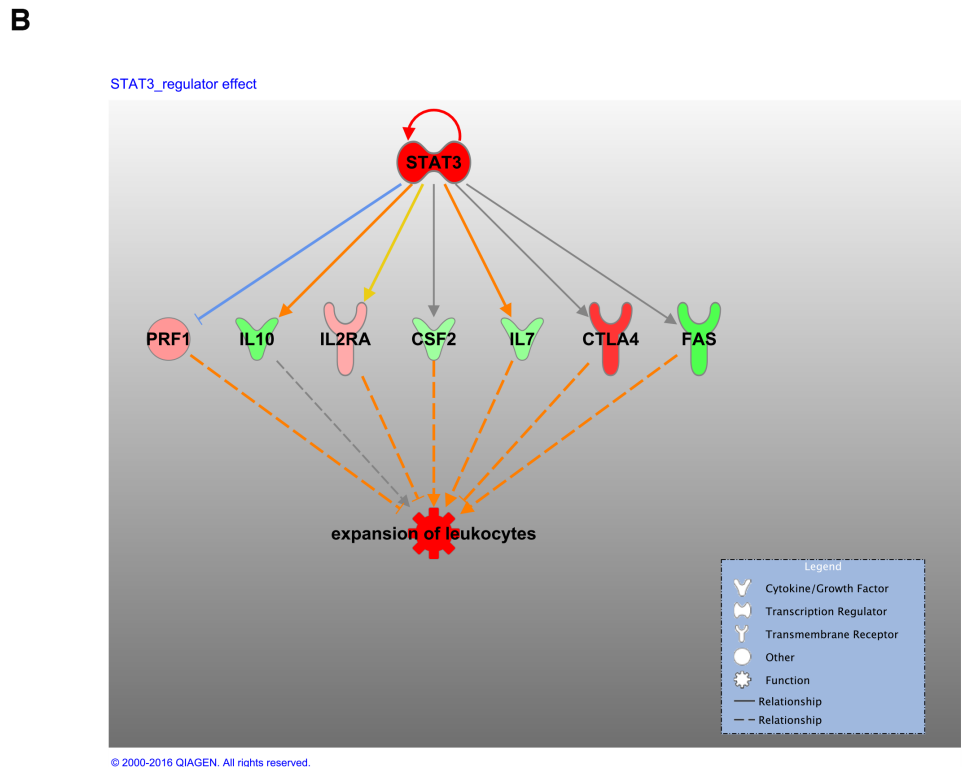 B
STAT3_regulator effect
STAT3
PRF1 IL10 IL2RA CSF2 IL7 CTLA4 FAS
expansion of leukocytes
Legend
Cytokine/Growth Factor
Transcription Regulator
Transmembrane Receptor
Other
Function
Relationship
Relationship
© 2000-2016 QIAGEN. All rights reserved.